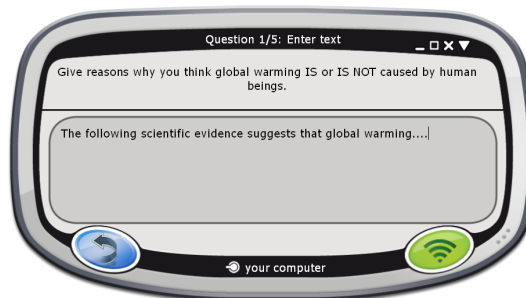 Question 1/5: Enter text
Give reasons why you think global warming IS or IS NOT caused by human
beings.
The following scientific evidence suggests that global warming....
your computer